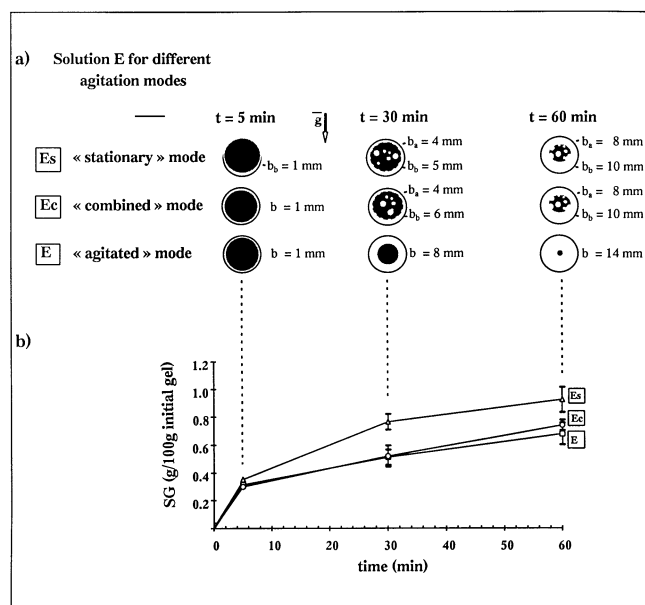 a) Solution E for different
agitation modes
t = 5 min g t = 30 min t = 60 min
Es « stationary » mode b_b = 1 mm b_a = 4 mm b_b = 5 mm b_a = 8 mm b_b = 10 mm
Ec « combined » mode b = 1 mm b_a = 4 mm b_b = 6 mm b_a = 8 mm b_b = 10 mm
E « agitated » mode b = 1 mm b = 8 mm b = 14 mm
b)
SG (g/100g initial gel)
1.2
1.0
0.8
0.6
0.4
0.2
Es
Ec
E
0 10 20 30 40 50 60
time (min)